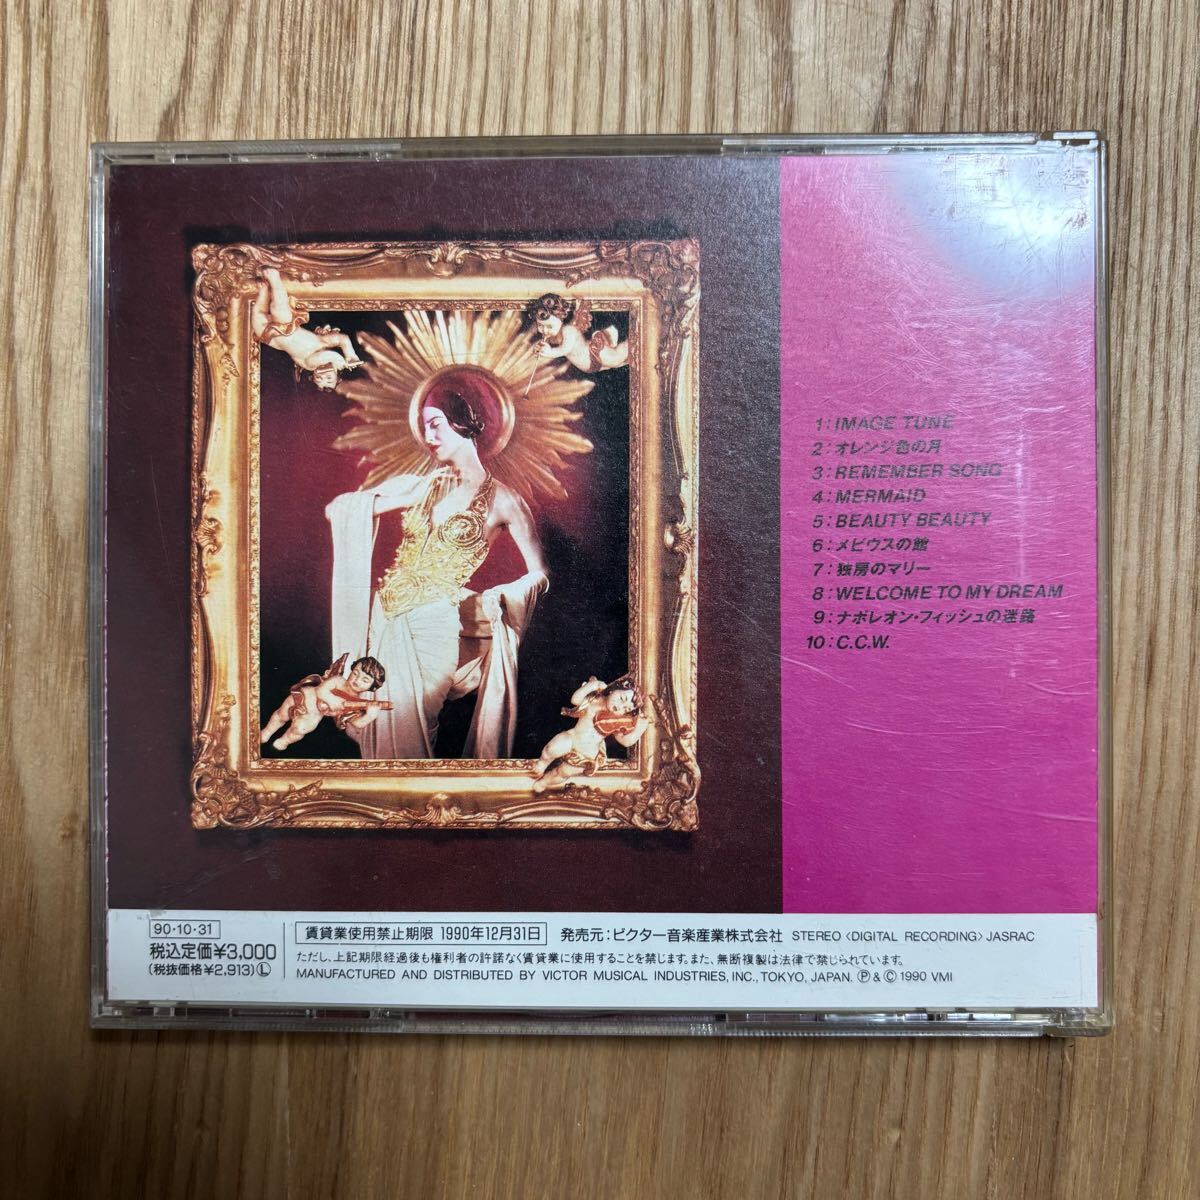 1:IMAGE TUNE
2:オレンジ色の月
3:REMEMBER SONG
4:MERMAID
5:BEAUTY BEAUTY
6:メビウスの館
7:独房のマリー
8:WELCOME TO MY DREAM
9:ナポレオン・フィッシュの迷路
10:C.C.W.
90・10・31
税込定価¥3,000
(税抜価格¥2,913)Ⓛ
賃貸業使用禁止期限 1990年12月31日 発売元:ビクター音楽産業株式会社 STEREO〈DIGITAL RECORDING〉JASRAC
ただし、上記期限経過後も権利者の許諾なく賃貸業に使用することを禁じます。また、無断複製は法律で禁じられています。
MANUFACTURED AND DISTRIBUTED BY VICTOR MUSICAL INDUSTRIES, INC., TOKYO, JAPAN. Ⓟ & Ⓒ 1990 VMI